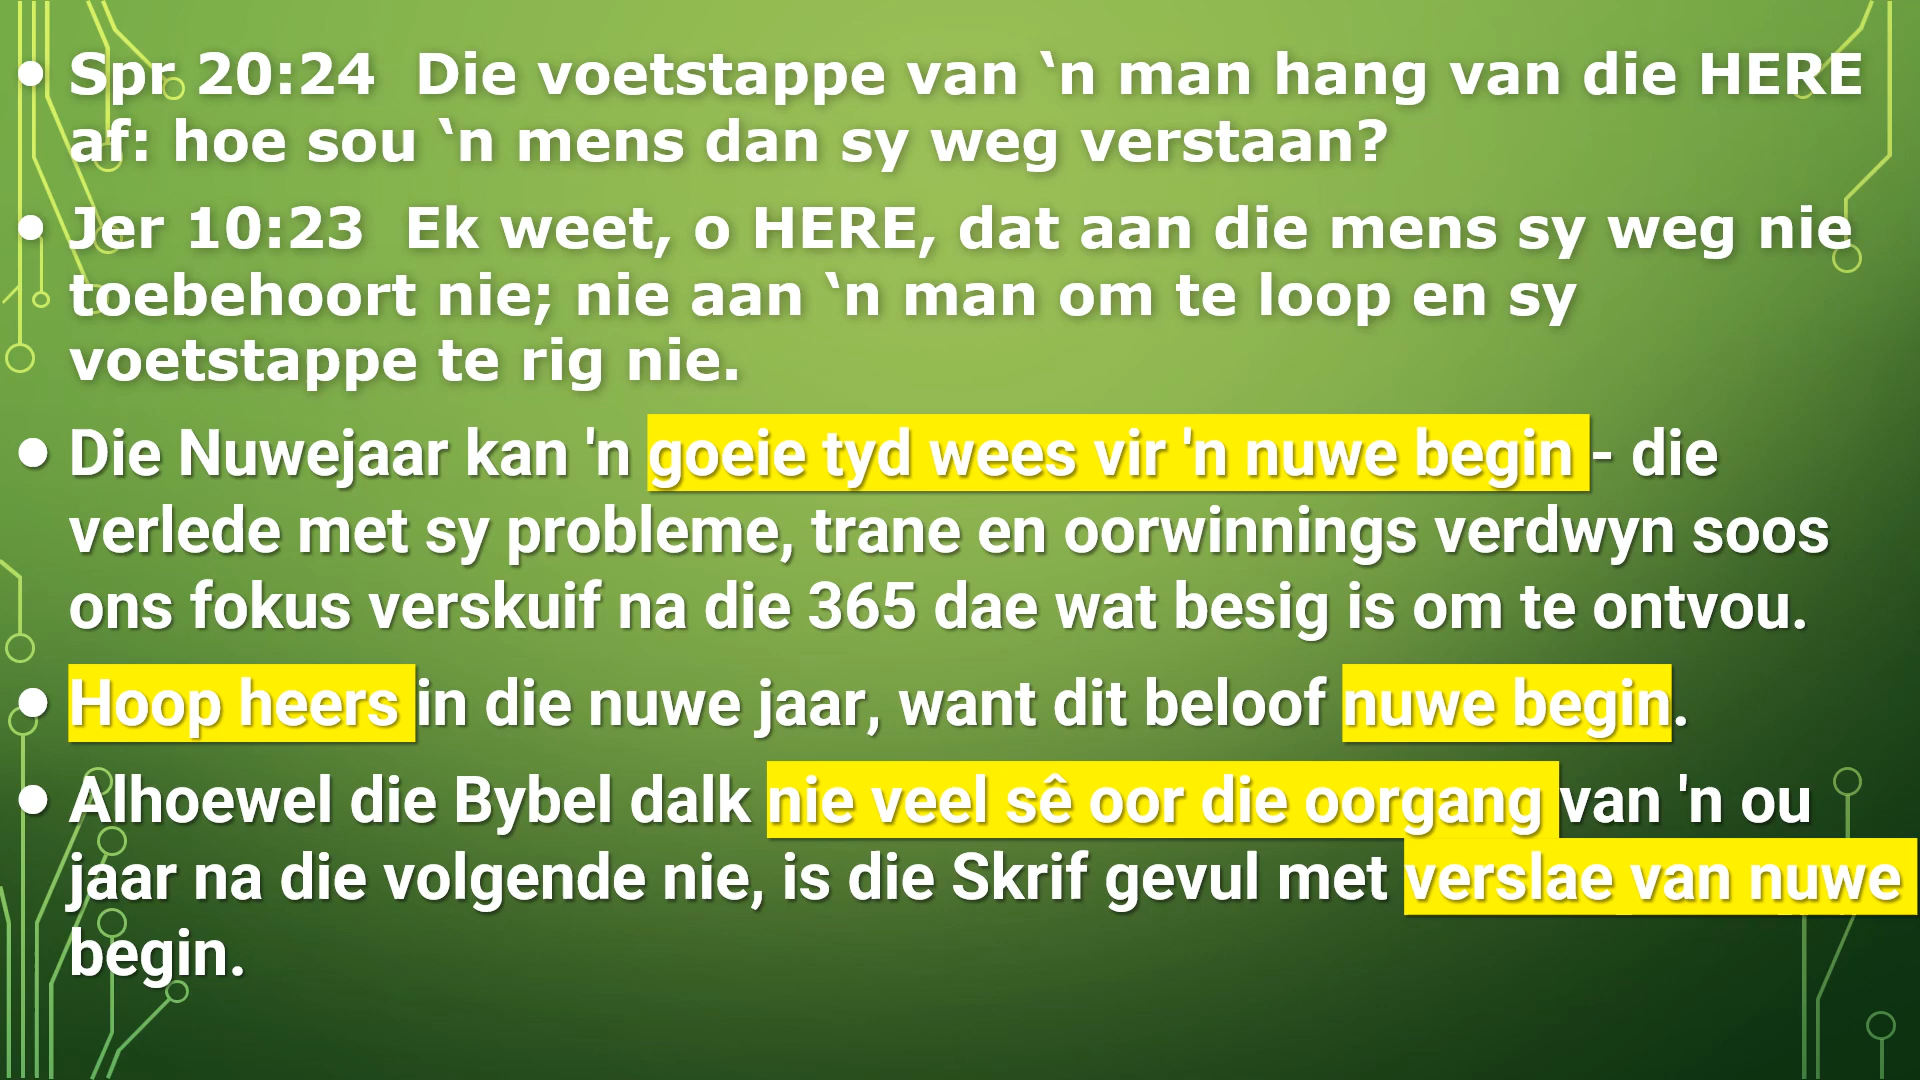 • Spr 20:24  Die voetstappe van ‛n man hang van die HERE
af: hoe sou ‛n mens dan sy weg verstaan?
• Jer 10:23  Ek weet, o HERE, dat aan die mens sy weg nie
toebehoort nie; nie aan ‛n man om te loop en sy
voetstappe te rig nie.
• Die Nuwejaar kan 'n goeie tyd wees vir 'n nuwe begin - die
verlede met sy probleme, trane en oorwinnings verdwyn soos
ons fokus verskuif na die 365 dae wat besig is om te ontvou.
• Hoop heers in die nuwe jaar, want dit beloof nuwe begin.
• Alhoewel die Bybel dalk nie veel sê oor die oorgang van 'n ou
jaar na die volgende nie, is die Skrif gevul met verslae van nuwe
begin.